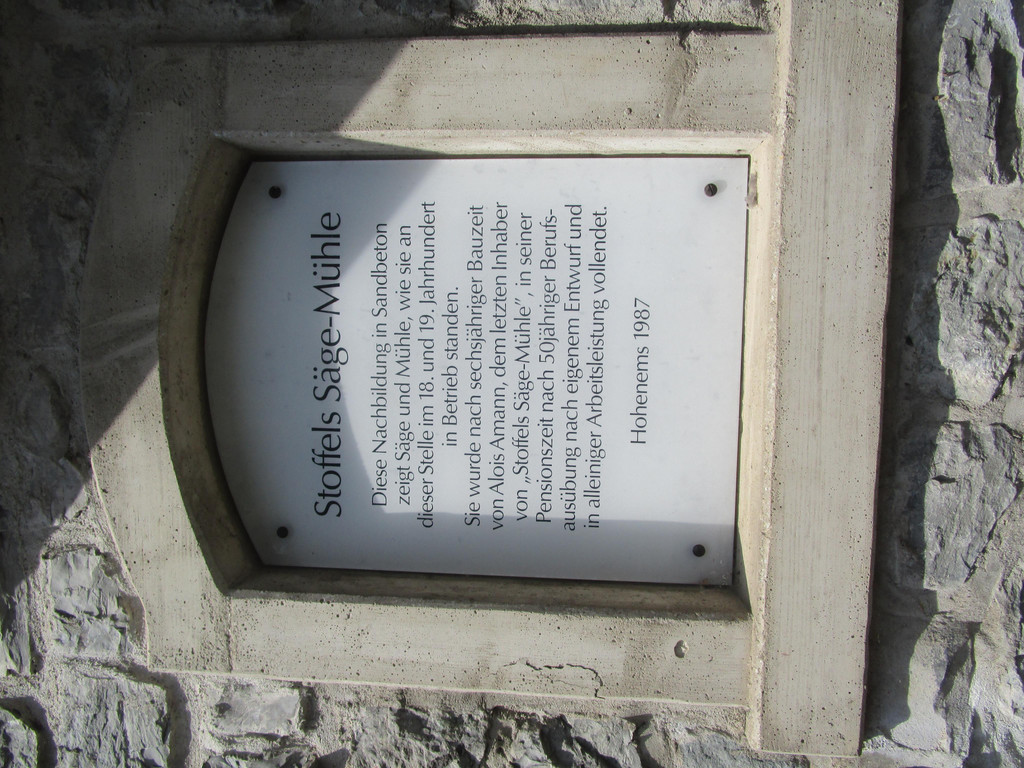 Stoffels Säge-Mühle
Diese Nachbildung in Sandbeton
zeigt Säge und Mühle, wie sie an
dieser Stelle im 18. und 19. Jahrhundert
in Betrieb standen.
Sie wurde nach sechsjähriger Bauzeit
von Alois Amann, dem letzten Inhaber
von „Stoffels Säge-Mühle”, in seiner
Pensionszeit nach 50jähriger Berufs-
ausübung nach eigenem Entwurf und
in alleiniger Arbeitsleistung vollendet.
Hohenems 1987